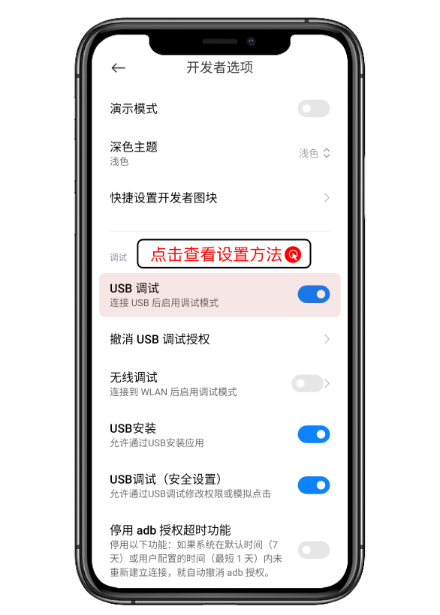 开发者选项
演示模式
深色主题
浅色
浅色
快捷设置开发者图块
调试
点击查看设置方法
USB 调试
连接 USB 后启用调试模式
撤消 USB 调试授权
无线调试
连接到 WLAN 后启用调试模式
USB安装
允许通过USB安装应用
USB调试（安全设置）
允许通过USB调试修改权限或模拟点击
停用 adb 授权超时功能
停用以下功能：如果系统在默认时间（7
天）或用户配置的时间（最短 1 天）内未
重新建立连接，就自动撤消 adb 授权。